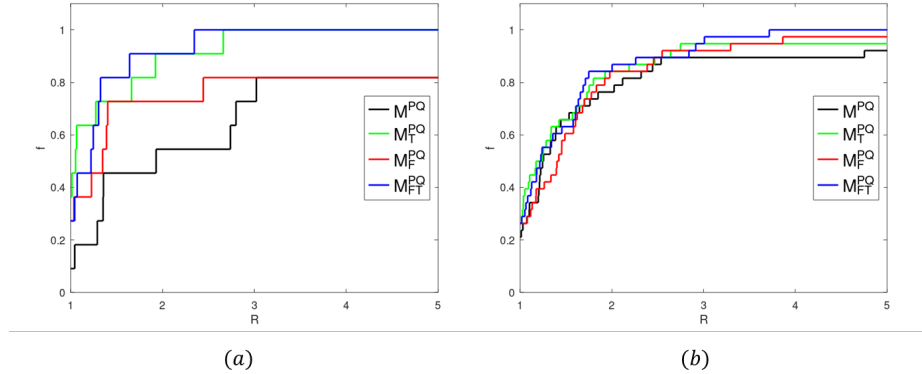 1
0.8
0.6
f
0.4
0.2
0
1 2 3 4 5
R
M^PQ
M_T^PQ
M_F^PQ
M_FT^PQ
(a)
1
0.8
0.6
f
0.4
0.2
0
1 2 3 4 5
R
M^PQ
M_T^PQ
M_F^PQ
M_FT^PQ
(b)